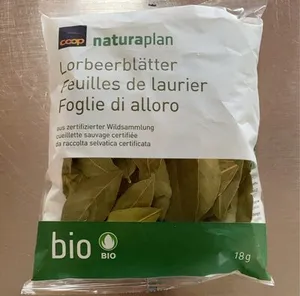 coop naturaplan
Lorbeerblätter
Feuilles de laurier
Foglie di alloro
aus zertifizierter Wildsammlung
cueillette sauvage certifiée
da raccolta selvatica certificata
bio BIO
18 g